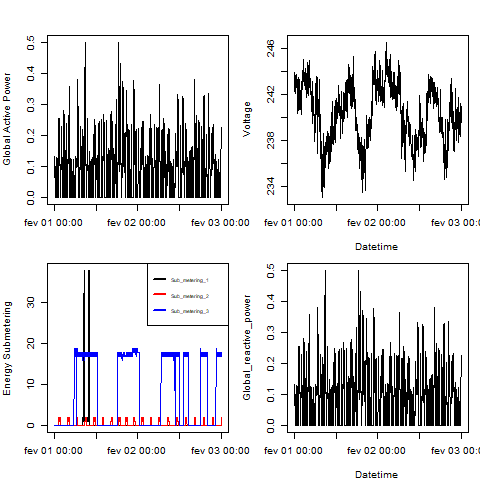 Global Active Power
0.0 0.1 0.2 0.3 0.4 0.5
fev 01 00:00 fev 02 00:00 fev 03 00:00
Voltage
234 238 242 246
fev 01 00:00 fev 02 00:00 fev 03 00:00
Datetime
Energy Submetering
0 10 20 30
Sub_metering_1
Sub_metering_2
Sub_metering_3
fev 01 00:00 fev 02 00:00 fev 03 00:00
Global_reactive_power
0.0 0.1 0.2 0.3 0.4 0.5
fev 01 00:00 fev 02 00:00 fev 03 00:00
Datetime